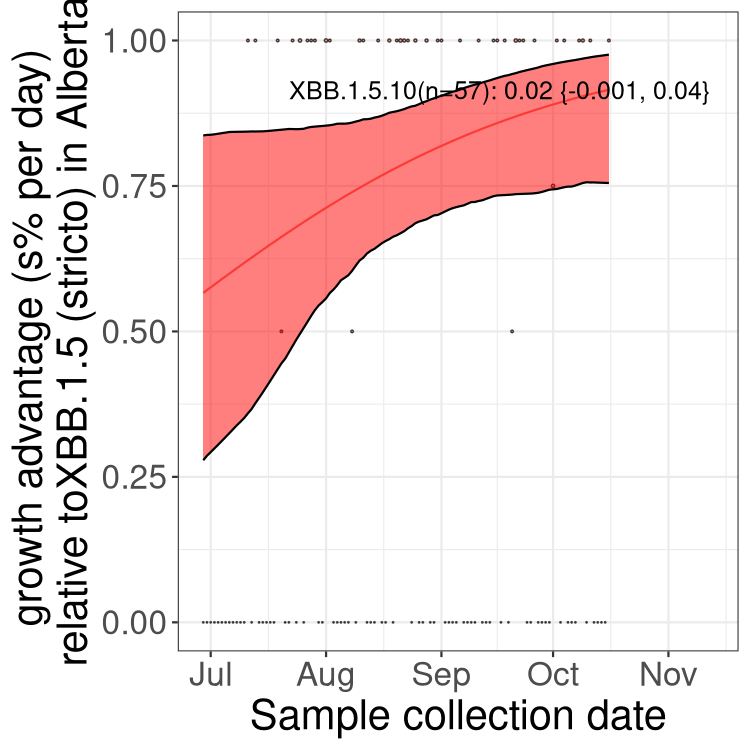 growth advantage (s% per day)
relative toXBB.1.5 (stricto) in Alberta
1.00
0.75
0.50
0.25
0.00
XBB.1.5.10(n=57): 0.02 {-0.001, 0.04}
Jul Aug Sep Oct Nov
Sample collection date